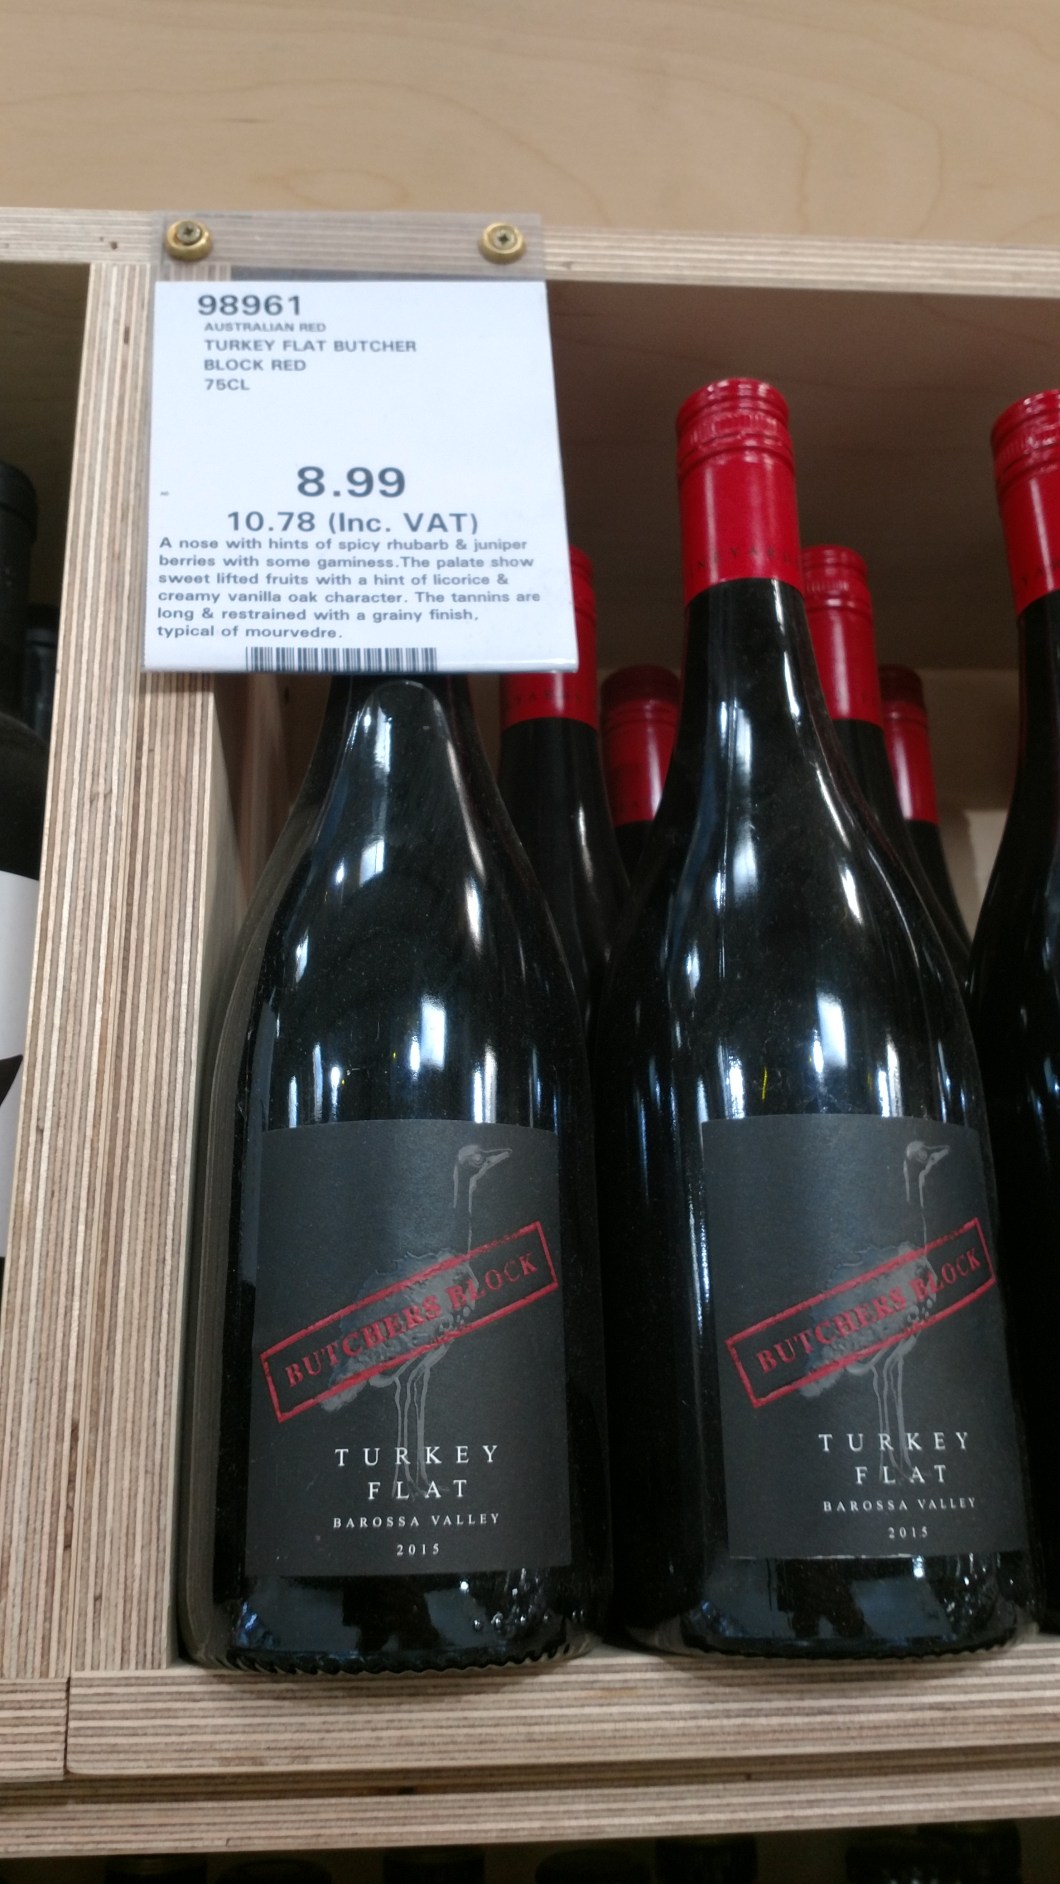 98961
AUSTRALIAN RED
TURKEY FLAT BUTCHER
BLOCK RED
75CL
8.99
10.78 (Inc. VAT)
A nose with hints of spicy rhubarb & juniper
berries with some gaminess.The palate show
sweet lifted fruits with a hint of licorice &
creamy vanilla oak character. The tannins are
long & restrained with a grainy finish,
typical of mourvedre.
BUTCHERS BLOCK
TURKEY
FLAT
BAROSSA VALLEY
2015
BUTCHERS BLOCK
TURKEY
FLAT
BAROSSA VALLEY
2015